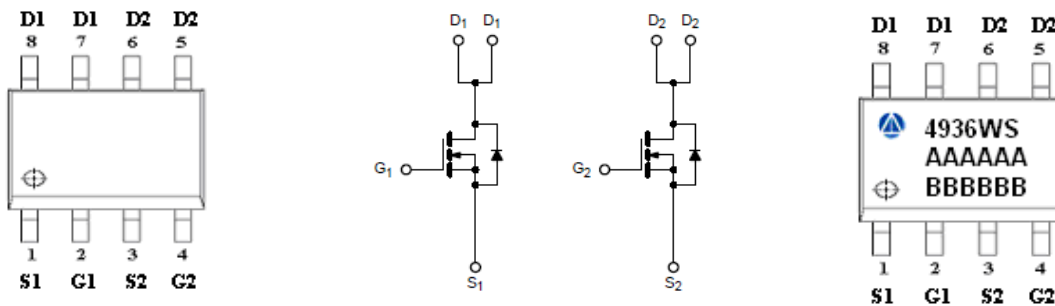 D1 D1 D2 D2
8 7 6 5
1 2 3 4
S1 G1 S2 G2
D1 D1
G1
S1
D2 D2
G2
S2
D1 D1 D2 D2
8 7 6 5
4936WS
AAAAAA
BBBBBB
1 2 3 4
S1 G1 S2 G2